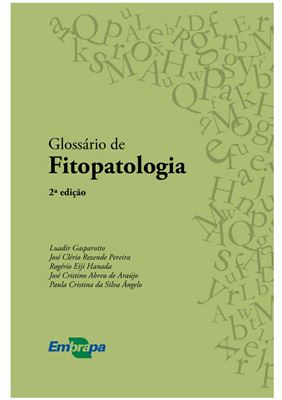 Glossário de
Fitopatologia
2ª edição
Luadir Gasparotto
José Clério Rezende Pereira
Rogério Eiji Hanada
José Cristino Abreu de Araújo
Paula Cristina da Silva Ângelo
Embrapa